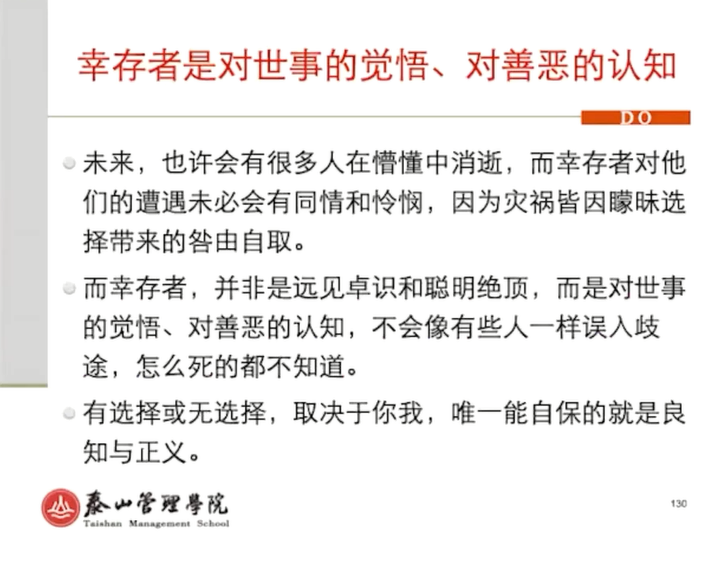 幸存者是对世事的觉悟、对善恶的认知
DO
未来，也许会有很多人在懵懂中消逝，而幸存者对他
们的遭遇未必会有同情和怜悯，因为灾祸皆因矇昧选
择带来的咎由自取。
而幸存者，并非是远见卓识和聪明绝顶，而是对世事
的觉悟、对善恶的认知，不会像有些人一样误入歧
途，怎么死的都不知道。
有选择或无选择，取决于你我，唯一能自保的就是良
知与正义。
泰山管理學院
Taishan Management School
130